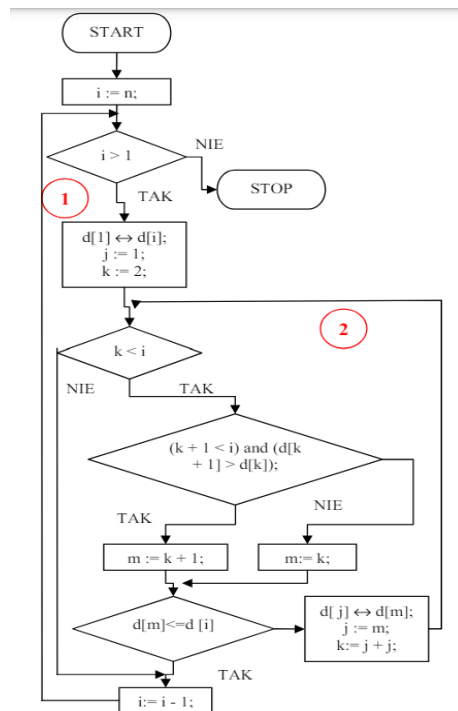 START
i := n;
i > 1
NIE
STOP
1
TAK
d[1] ↔ d[i];
j := 1;
k := 2;
2
k < i
NIE
TAK
(k + 1 < i) and (d[k
+ 1] > d[k]);
TAK
NIE
m := k + 1;
m:= k;
d[m]<=d [i]
d[ j] ↔ d[m];
j := m;
k:= j + j;
TAK
i:= i - 1;